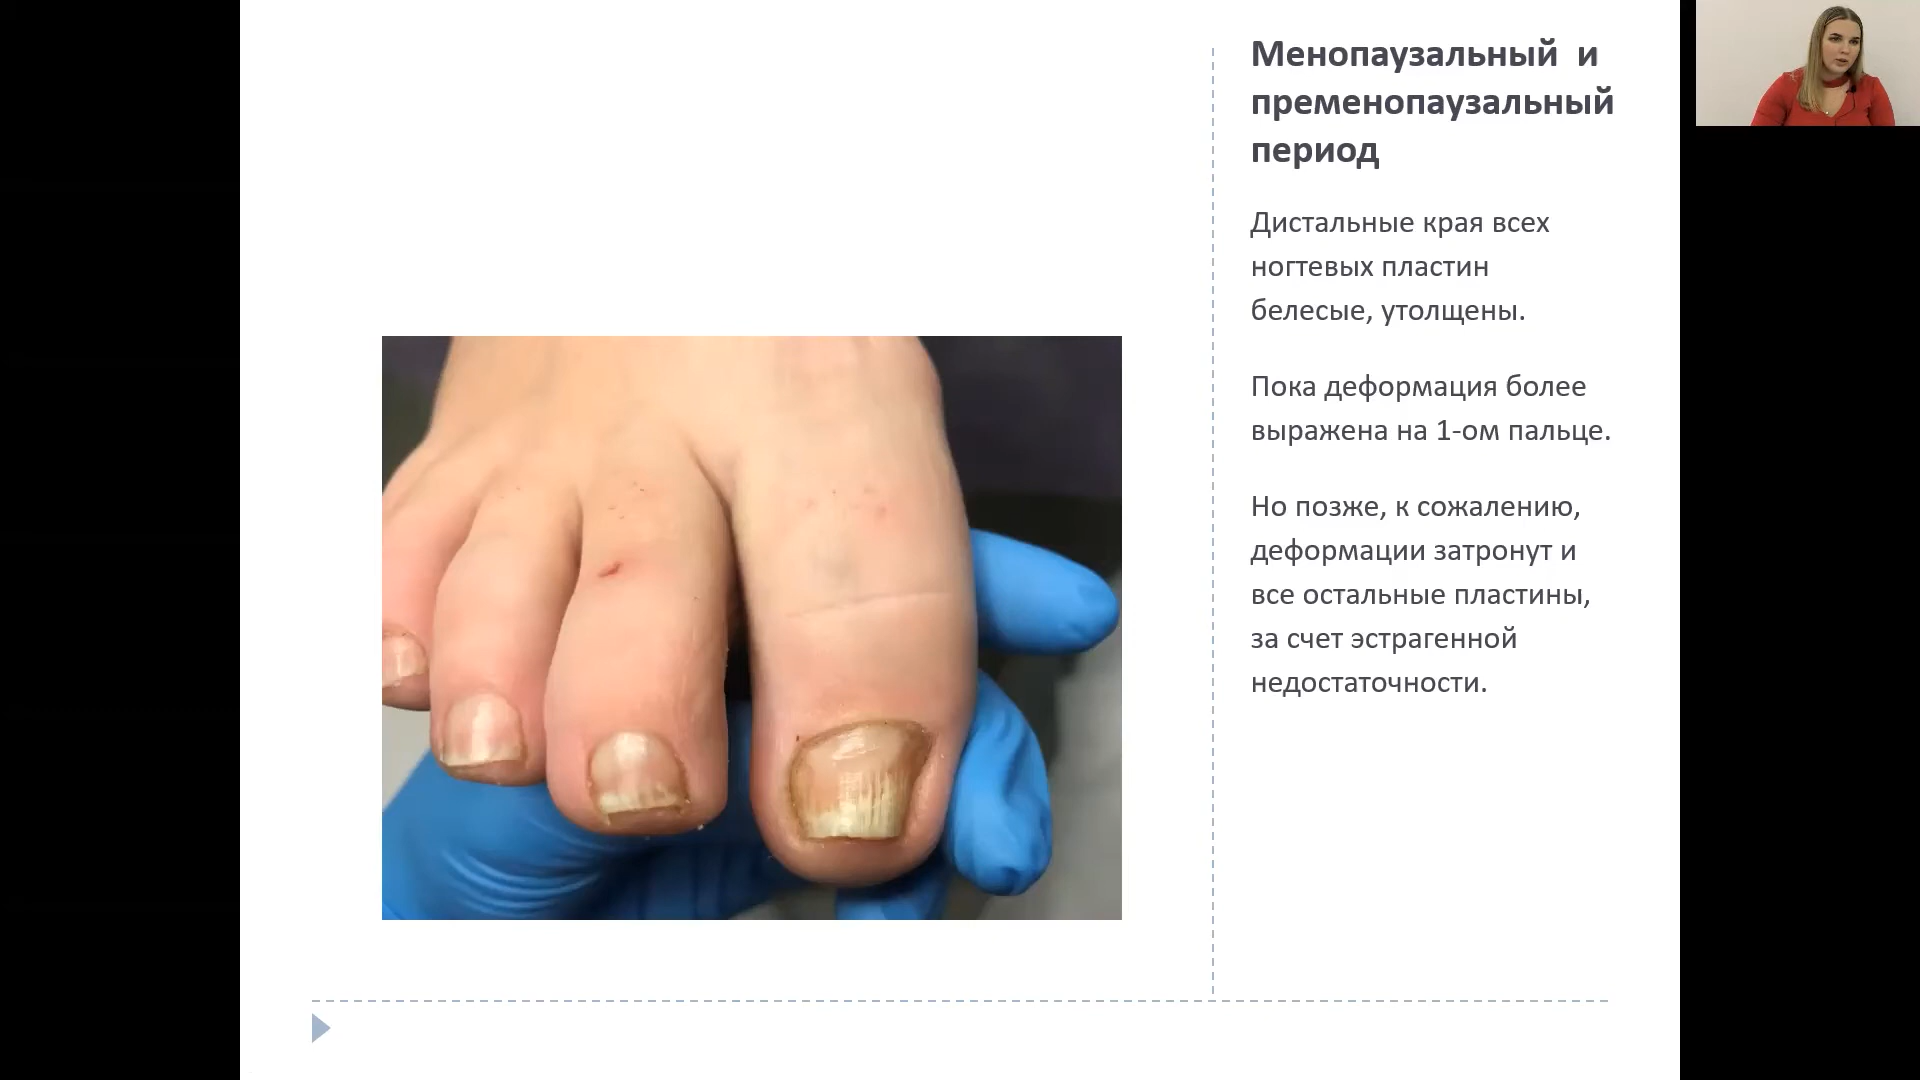 Менопаузальный и
пременопаузальный
период
Дистальные края всех
ногтевых пластин
белесые, утолщены.
Пока деформация более
выражена на 1-ом пальце.
Но позже, к сожалению,
деформации затронут и
все остальные пластины,
за счет эстрагенной
недостаточности.